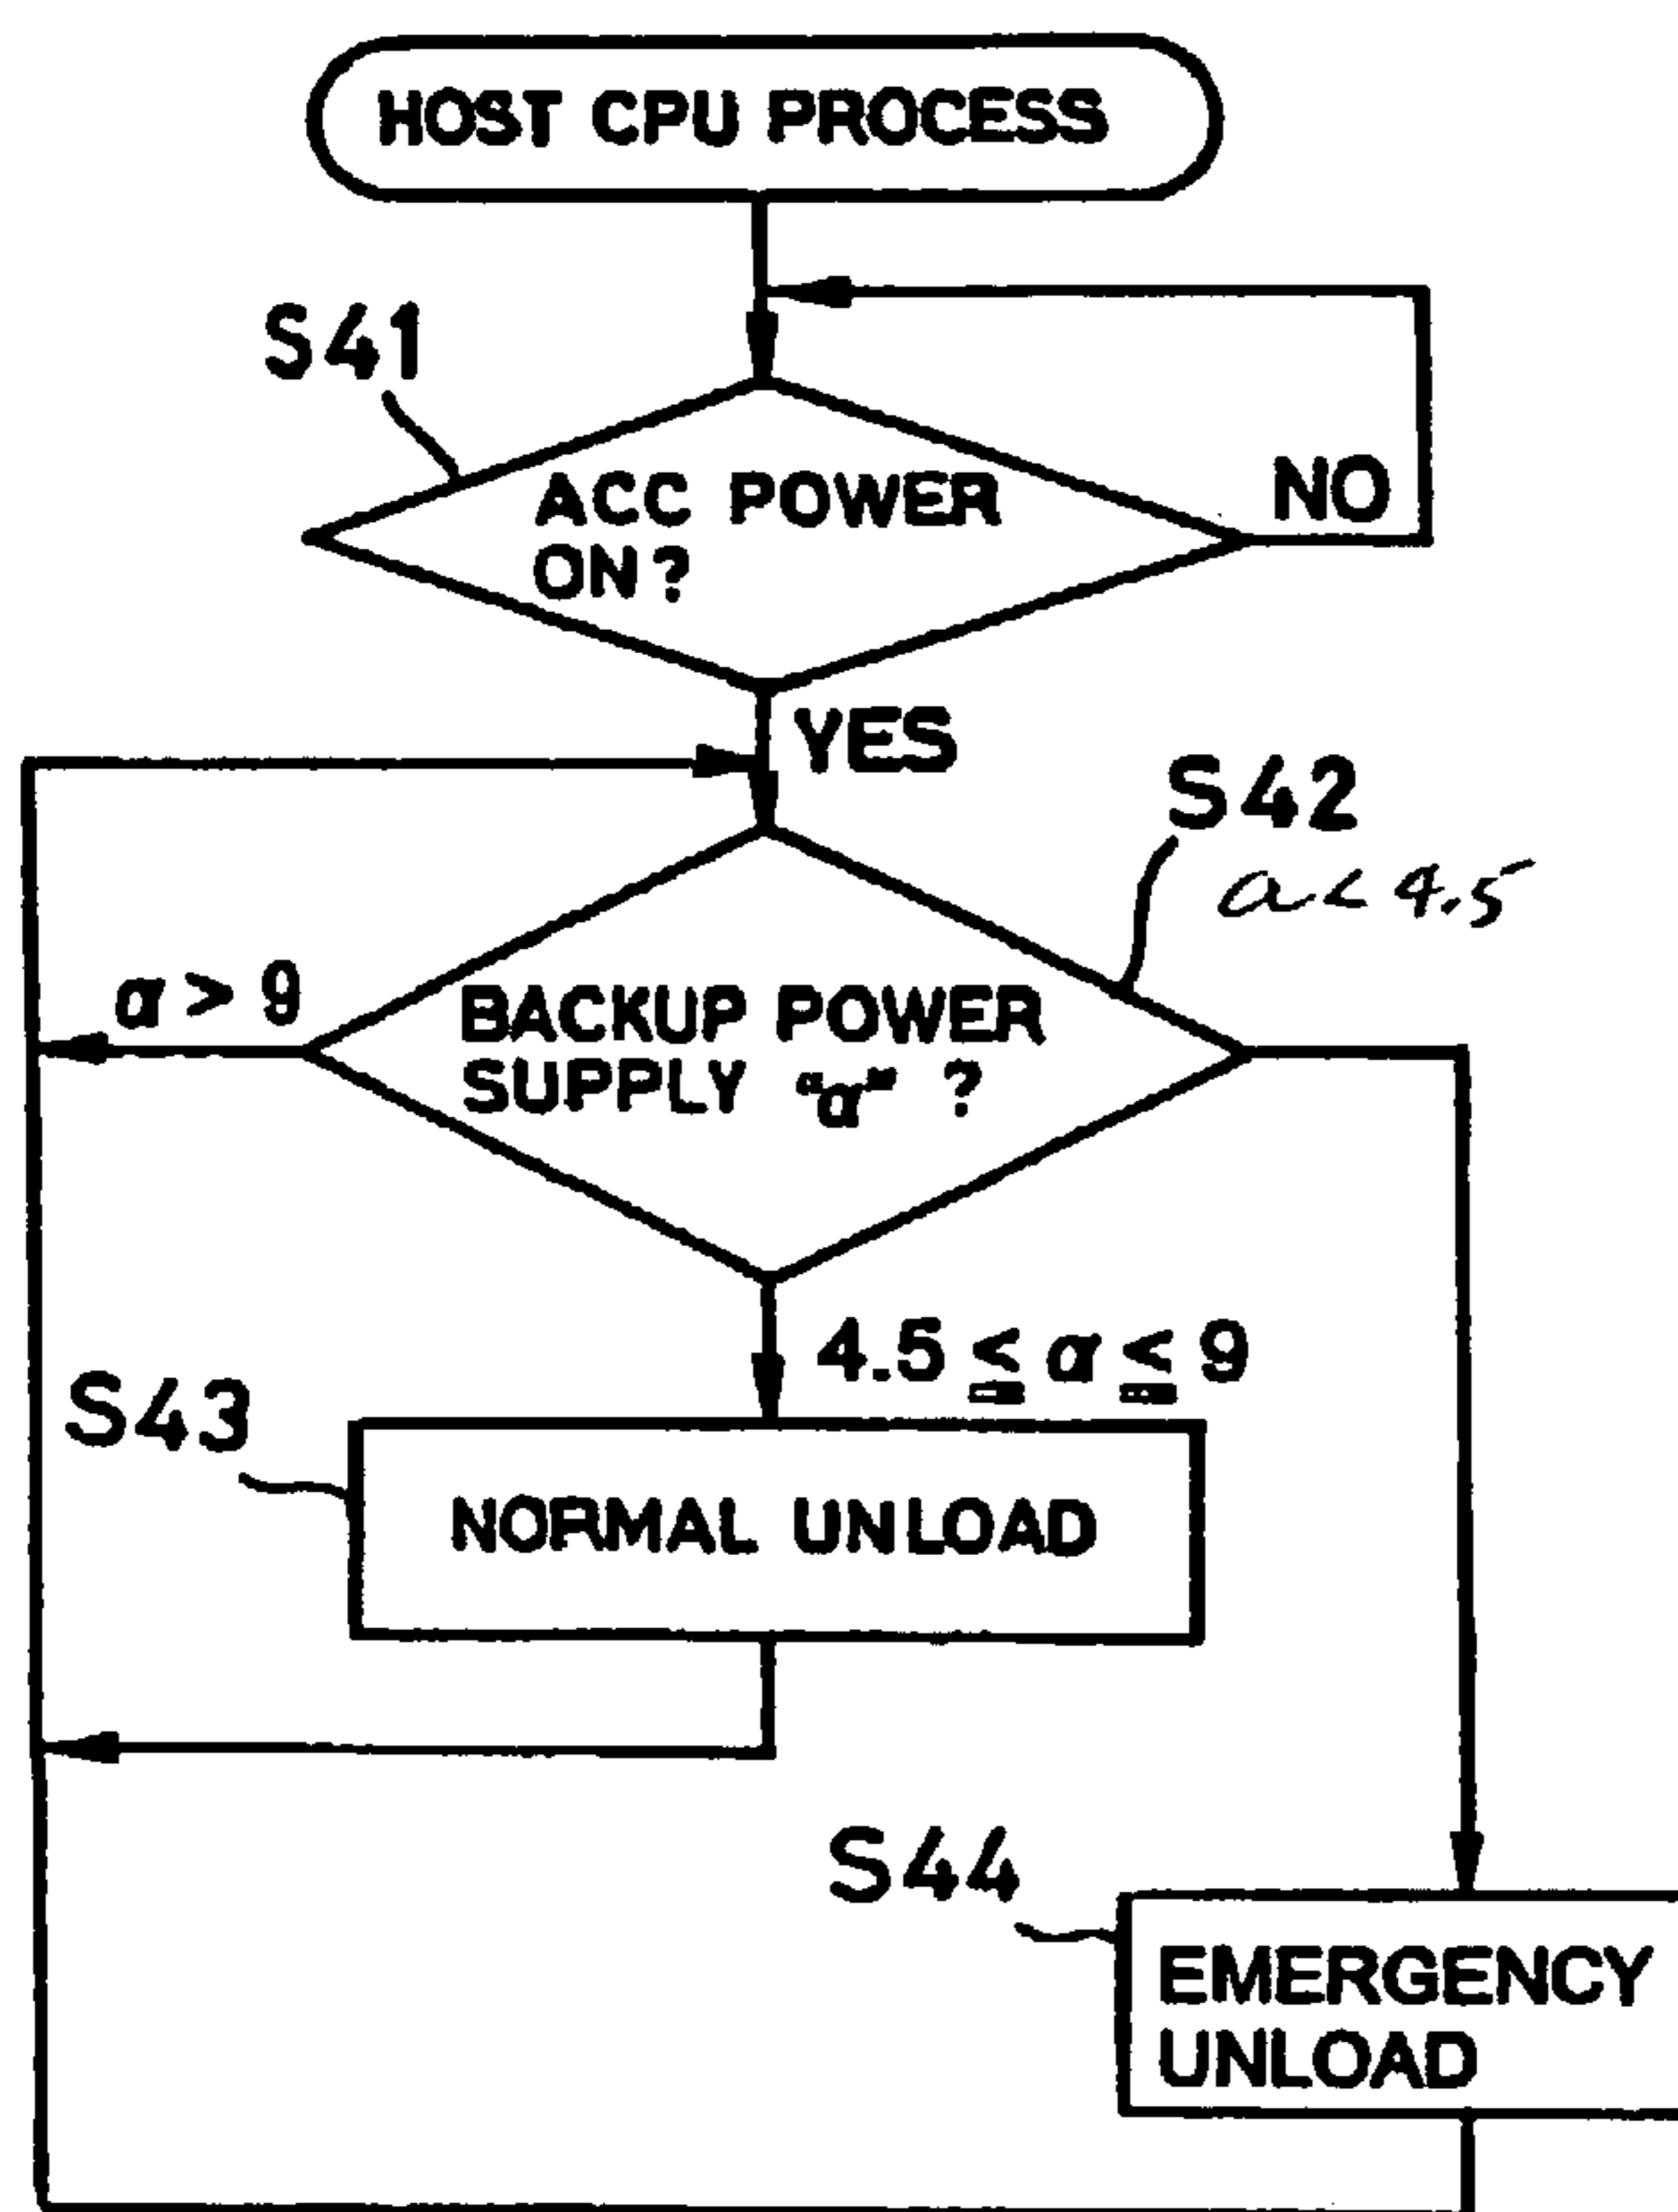 HOST CPU PROCESS
S41
ACC POWER
ON?
NO
YES
S42
a < 4.5
a > 9
BACKUP POWER
SUPPLY "a" ?
4.5 ≤ a ≤ 9
S43
NORMAL UNLOAD
S44
EMERGENCY
UNLOAD